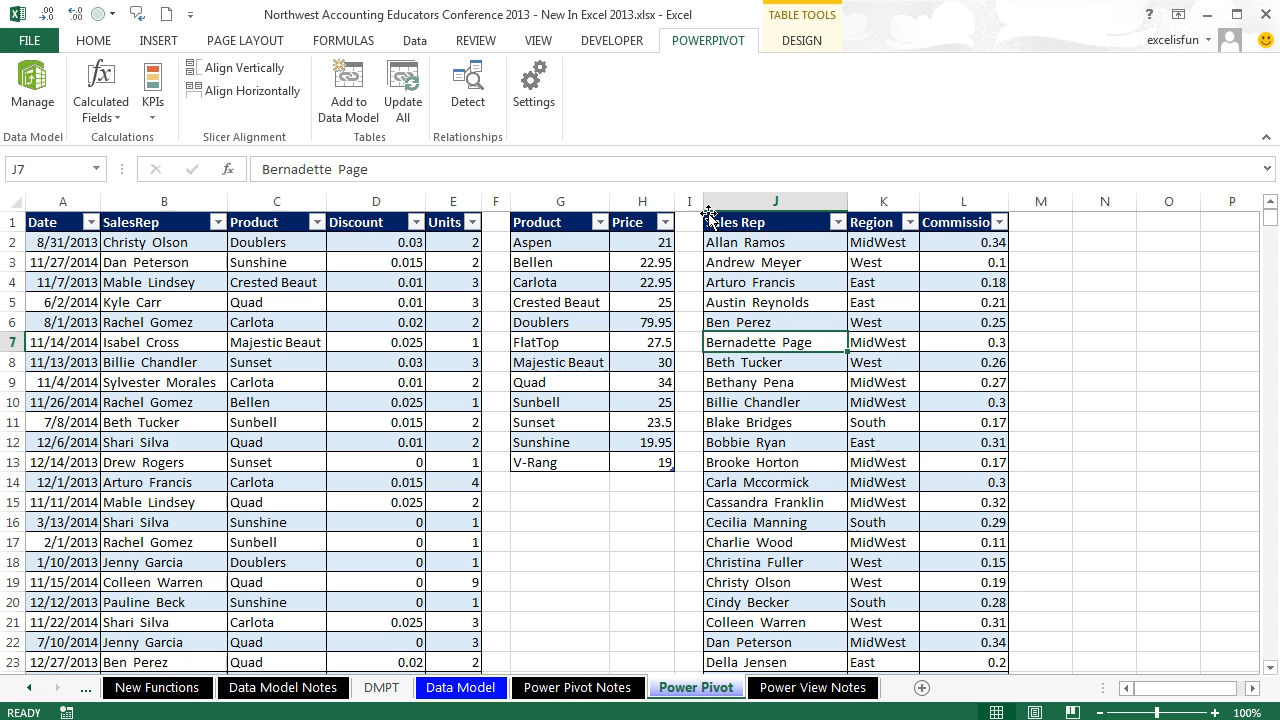 Northwest Accounting Educators Conference 2013 - New In Excel 2013.xlsx - Excel
TABLE TOOLS
FILE HOME INSERT PAGE LAYOUT FORMULAS Data REVIEW VIEW DEVELOPER POWERPIVOT DESIGN excelisfun
Manage Calculated Fields KPIs Align Vertically Align Horizontally Add to Data Model Update All Detect Settings
Data Model Calculations Slicer Alignment Tables Relationships
J7 fx Bernadette Page
A B C D E F G H I J K L M N O P
1 Date SalesRep Product Discount Units Product Price Sales Rep Region Commissio
2 8/31/2013 Christy Olson Doublers 0.03 2 Aspen 21 Allan Ramos MidWest 0.34
3 11/27/2014 Dan Peterson Sunshine 0.015 2 Bellen 22.95 Andrew Meyer West 0.1
4 11/7/2013 Mable Lindsey Crested Beaut 0.01 3 Carlota 22.95 Arturo Francis East 0.18
5 6/2/2014 Kyle Carr Quad 0.01 3 Crested Beaut 25 Austin Reynolds East 0.21
6 8/1/2013 Rachel Gomez Carlota 0.02 2 Doublers 79.95 Ben Perez West 0.25
7 11/14/2014 Isabel Cross Majestic Beaut 0.025 1 FlatTop 27.5 Bernadette Page MidWest 0.3
8 11/13/2013 Billie Chandler Sunset 0.03 3 Majestic Beaut 30 Beth Tucker West 0.26
9 11/4/2014 Sylvester Morales Carlota 0.01 2 Quad 34 Bethany Pena MidWest 0.27
10 11/26/2014 Rachel Gomez Bellen 0.025 1 Sunbell 25 Billie Chandler MidWest 0.3
11 7/8/2014 Beth Tucker Sunbell 0.015 2 Sunset 23.5 Blake Bridges South 0.17
12 12/6/2014 Shari Silva Quad 0.01 2 Sunshine 19.95 Bobbie Ryan East 0.31
13 12/14/2013 Drew Rogers Sunset 0 1 V-Rang 19 Brooke Horton MidWest 0.17
14 12/1/2013 Arturo Francis Carlota 0.015 4 Carla Mccormick MidWest 0.3
15 11/11/2014 Mable Lindsey Quad 0.025 2 Cassandra Franklin MidWest 0.32
16 3/13/2014 Shari Silva Sunshine 0 1 Cecilia Manning South 0.29
17 2/1/2013 Rachel Gomez Sunbell 0 1 Charlie Wood MidWest 0.11
18 1/10/2013 Jenny Garcia Doublers 0 1 Christina Fuller West 0.15
19 11/15/2014 Colleen Warren Quad 0 9 Christy Olson West 0.19
20 12/12/2013 Pauline Beck Sunshine 0 1 Cindy Becker South 0.28
21 11/22/2014 Shari Silva Carlota 0.025 3 Colleen Warren West 0.31
22 7/10/2014 Jenny Garcia Quad 0 3 Dan Peterson MidWest 0.34
23 12/27/2013 Ben Perez Quad 0.02 2 Della Jensen East 0.2
... New Functions Data Model Notes DMPT Data Model Power Pivot Notes Power Pivot Power View Notes
READY 100%